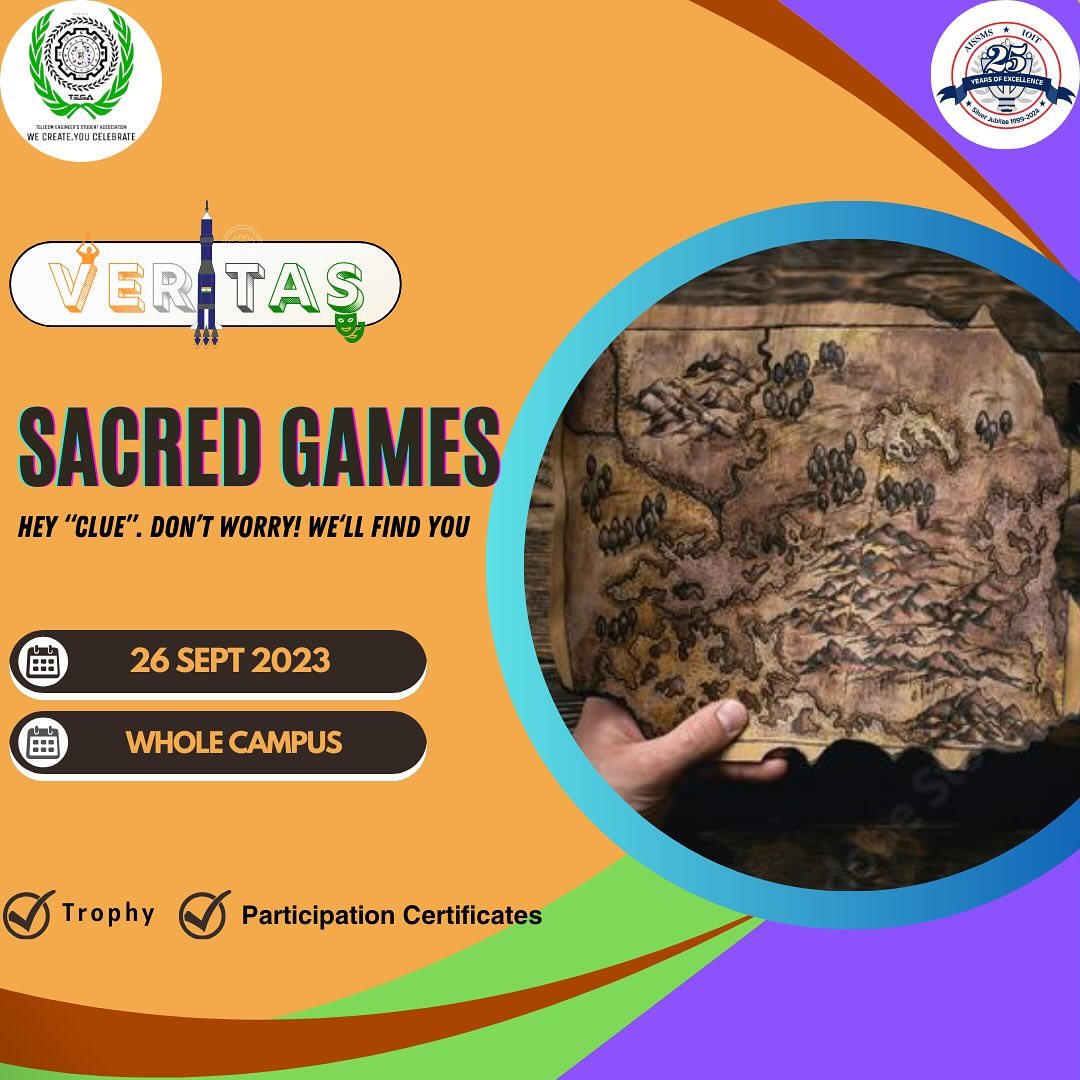 TESA
TELECOM ENGINEER'S STUDENT ASSOCIATION
WE CREATE.YOU CELEBRATE
AISSMS ★ IOIT
25
YEARS OF EXCELLENCE
Silver Jubilee 1999-2024
VERITAS
SACRED GAMES
HEY “CLUE”. DON'T WORRY! WE'LL FIND YOU
26 SEPT 2023
WHOLE CAMPUS
Trophy
Participation Certificates